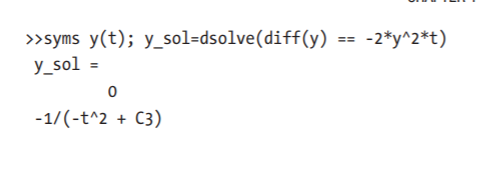 >>syms y(t); y_sol=dsolve(diff(y) == -2*y^2*t)
y_sol =
0
-1/(-t^2 + C3)